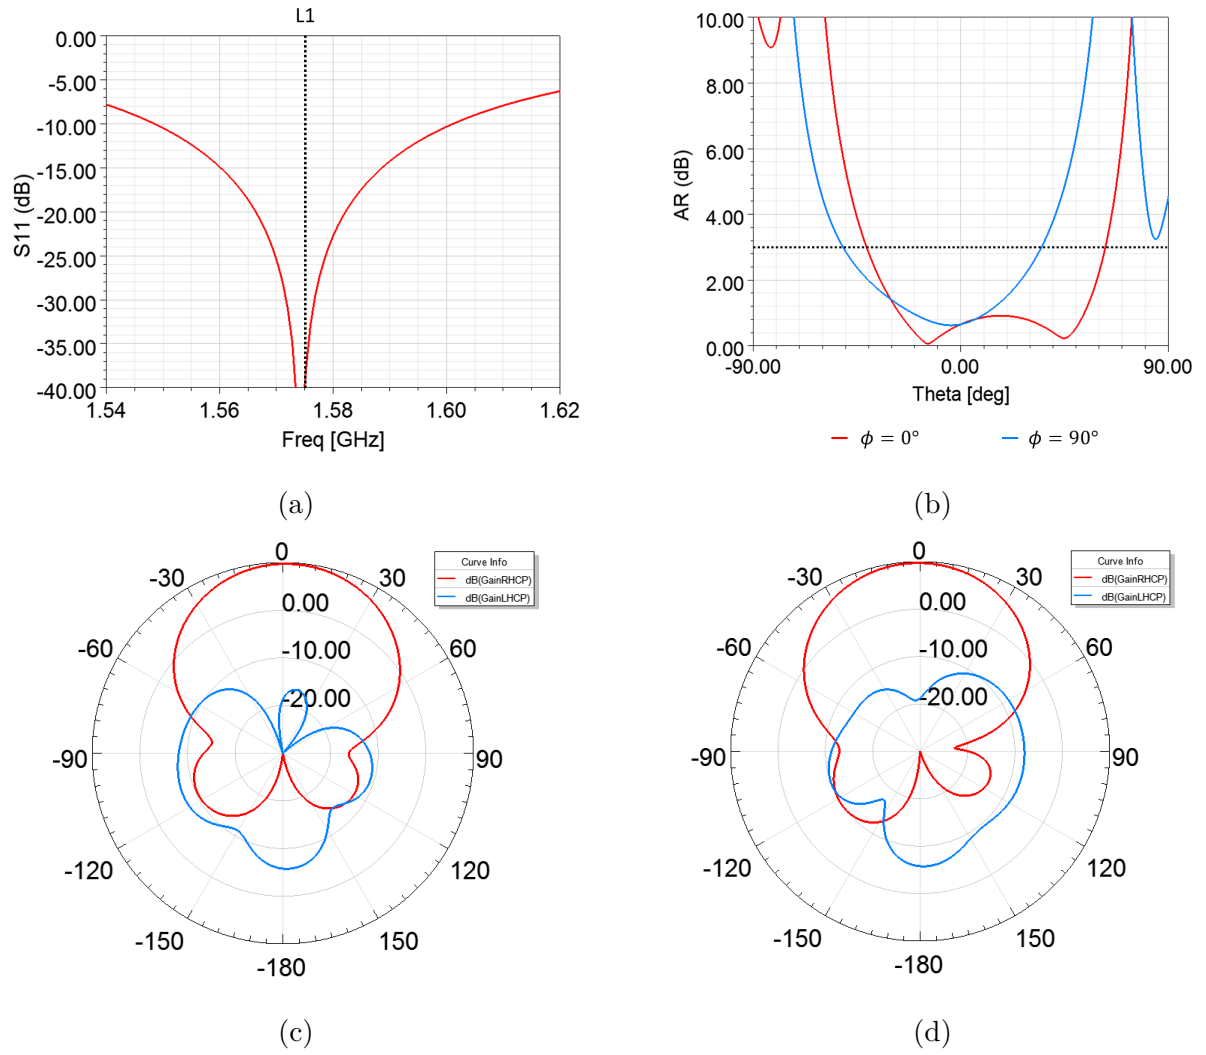 L1
0.00
-5.00
-10.00
-15.00
-20.00
-25.00
-30.00
-35.00
-40.00
S11 (dB)
1.54 1.56 1.58 1.60 1.62
Freq [GHz]
(a)
10.00
8.00
6.00
4.00
2.00
0.00
AR (dB)
-90.00 0.00 90.00
Theta [deg]
ϕ = 0° ϕ = 90°
(b)
0
30
60
90
120
150
-180
-150
-120
-90
-60
-30
0.00
-10.00
-20.00
Curve Info
dB(GainRHCP)
dB(GainLHCP)
(c)
0
30
60
90
120
150
-180
-150
-120
-90
-60
-30
0.00
-10.00
-20.00
Curve Info
dB(GainRHCP)
dB(GainLHCP)
(d)